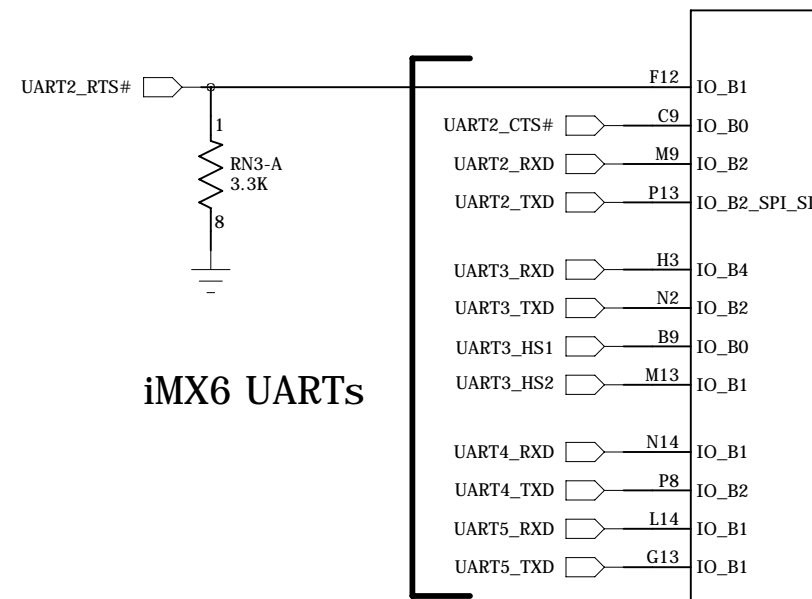 UART2_RTS# F12 IO_B1
UART2_CTS# C9 IO_B0
1
RN3-A
3.3K
8
UART2_RXD M9 IO_B2
UART2_TXD P13 IO_B2_SPI_S
UART3_RXD H3 IO_B4
UART3_TXD N2 IO_B2
UART3_HS1 B9 IO_B0
UART3_HS2 M13 IO_B1
iMX6 UARTs
UART4_RXD N14 IO_B1
UART4_TXD P8 IO_B2
UART5_RXD L14 IO_B1
UART5_TXD G13 IO_B1